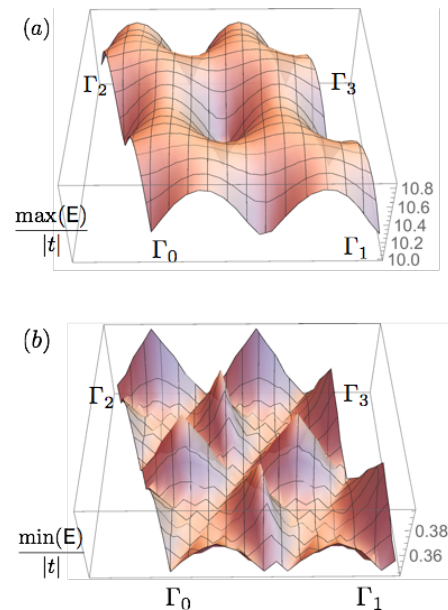 (a)
Γ₂
Γ₃
10.8
10.6
10.4
10.2
10.0
max(E)
|t|
Γ₀
Γ₁
(b)
Γ₂
Γ₃
0.38
0.36
min(E)
|t|
Γ₀
Γ₁